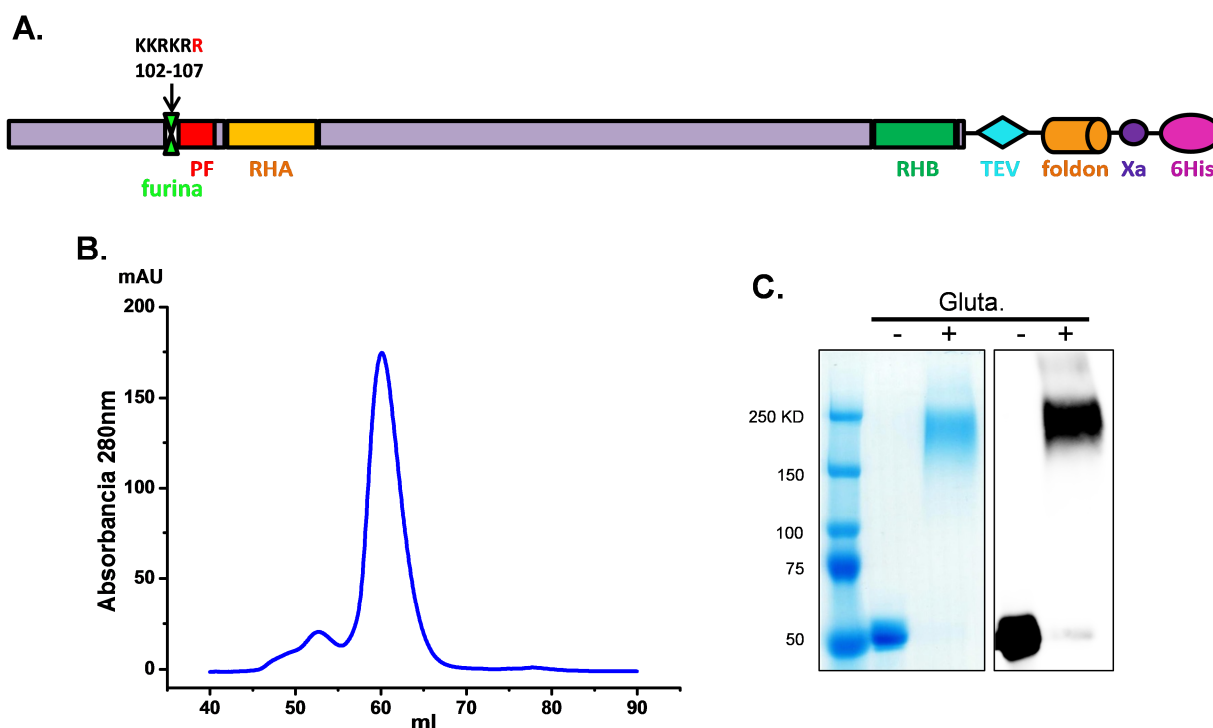 A.
KKRKRR
102-107
PF
RHA
RHB
TEV
foldon
Xa
6His
furina
B.
mAU
200
150
100
50
0
Absorbancia 280nm
40 50 60 70 80 90
ml
C.
Gluta.
- + - +
250 KD
150
100
75
50